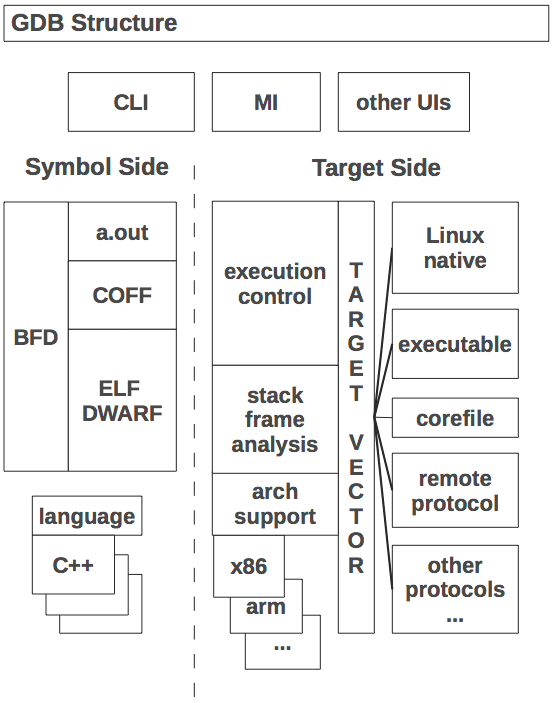 GDB Structure
CLI
MI
other UIs
Symbol Side
Target Side
BFD
a.out
COFF
ELF
DWARF
language
C++
execution
control
stack
frame
analysis
arch
support
x86
arm
...
TARGET VECTOR
Linux
native
executable
corefile
remote
protocol
other
protocols
...